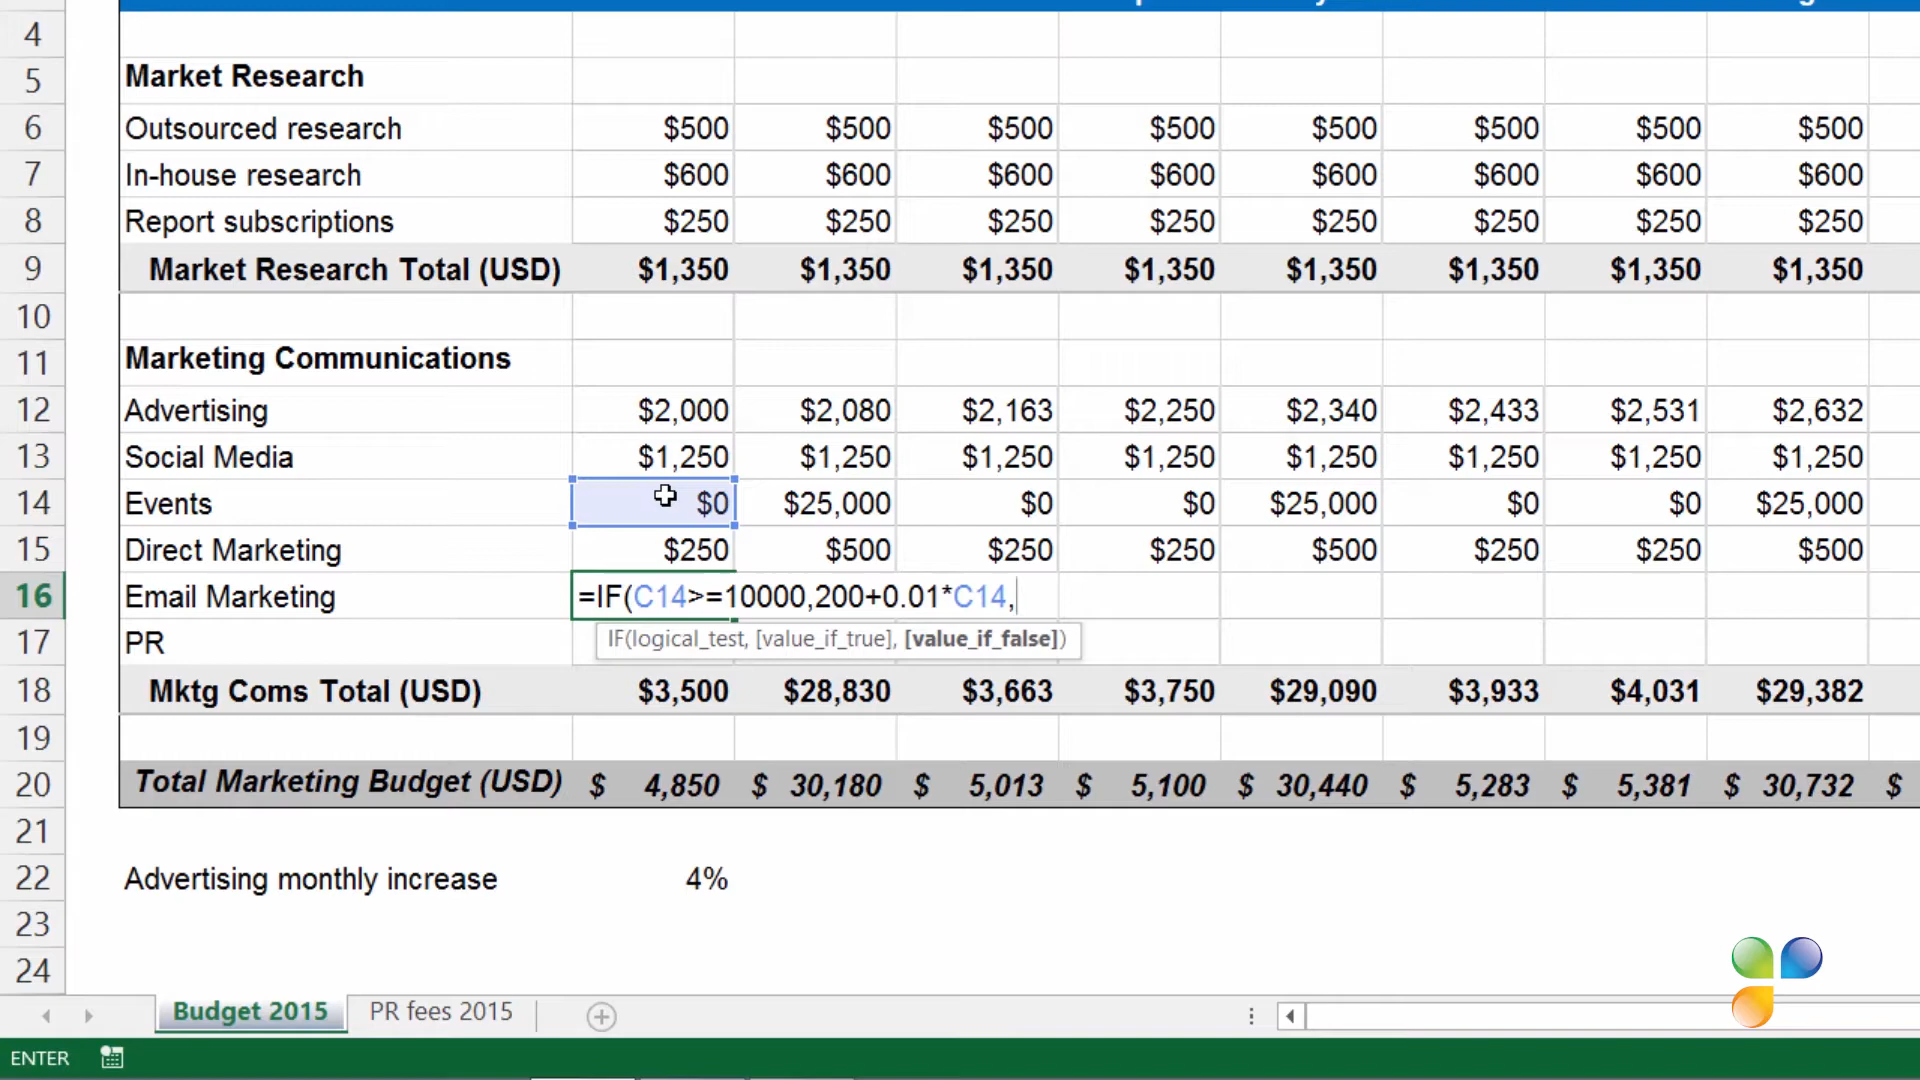 4
5 Market Research
6 Outsourced research $500 $500 $500 $500 $500 $500 $500 $500
7 In-house research $600 $600 $600 $600 $600 $600 $600 $600
8 Report subscriptions $250 $250 $250 $250 $250 $250 $250 $250
9 Market Research Total (USD) $1,350 $1,350 $1,350 $1,350 $1,350 $1,350 $1,350 $1,350
10
11 Marketing Communications
12 Advertising $2,000 $2,080 $2,163 $2,250 $2,340 $2,433 $2,531 $2,632
13 Social Media $1,250 $1,250 $1,250 $1,250 $1,250 $1,250 $1,250 $1,250
14 Events $0 $25,000 $0 $0 $25,000 $0 $0 $25,000
15 Direct Marketing $250 $500 $250 $250 $500 $250 $250 $500
16 Email Marketing =IF(C14>=10000,200+0.01*C14,
17 PR IF(logical_test, [value_if_true], [value_if_false])
18 Mktg Coms Total (USD) $3,500 $28,830 $3,663 $3,750 $29,090 $3,933 $4,031 $29,382
19
20 Total Marketing Budget (USD) $ 4,850 $ 30,180 $ 5,013 $ 5,100 $ 30,440 $ 5,283 $ 5,381 $ 30,732 $
21
22 Advertising monthly increase 4%
23
24
Budget 2015 PR fees 2015
ENTER